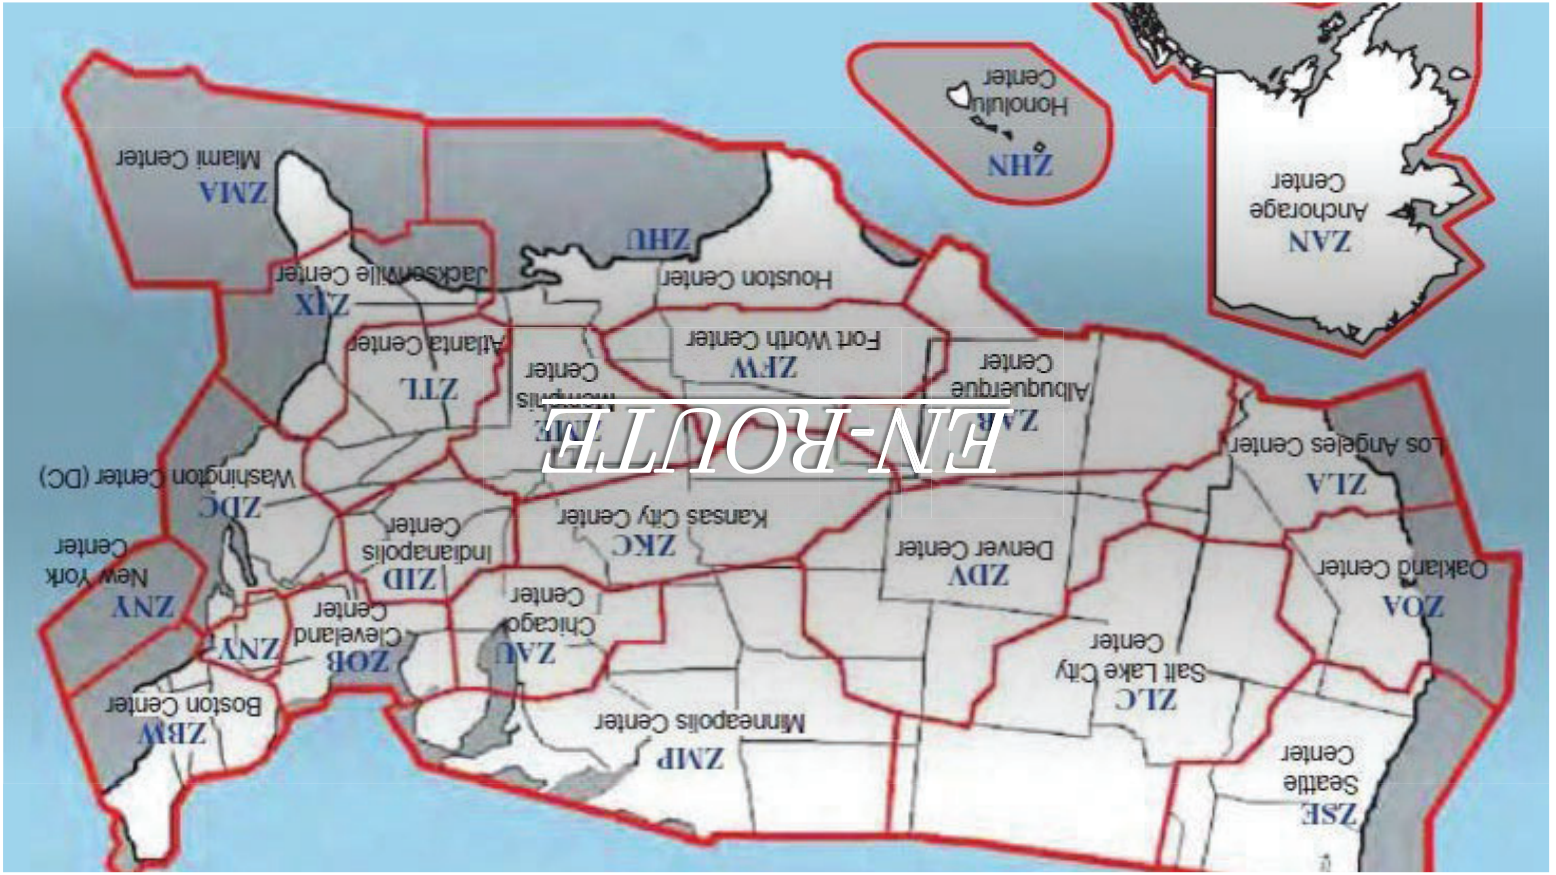 ZSE
Seattle
Center
ZMP
Minneapolis Center
ZBW
Boston Center
ZLC
Salt Lake City
Center
ZOA
Oakland Center
ZAU
Chicago
Center
ZOB
Cleveland
Center
ZNY
ZNY
New York
Center
ZDV
Denver Center
ZKC
Kansas City Center
ZID
Indianapolis
Center
ZDC
Washington Center (DC)
ZLA
Los Angeles Center
EN-ROUTE
ZAB
Albuquerque
Center
ZFW
Fort Worth Center
ZME
Memphis
Center
ZTL
Atlanta Center
ZJX
Jacksonville Center
Houston Center
ZHU
ZMA
Miami Center
ZAN
Anchorage
Center
ZHN
Honolulu
Center